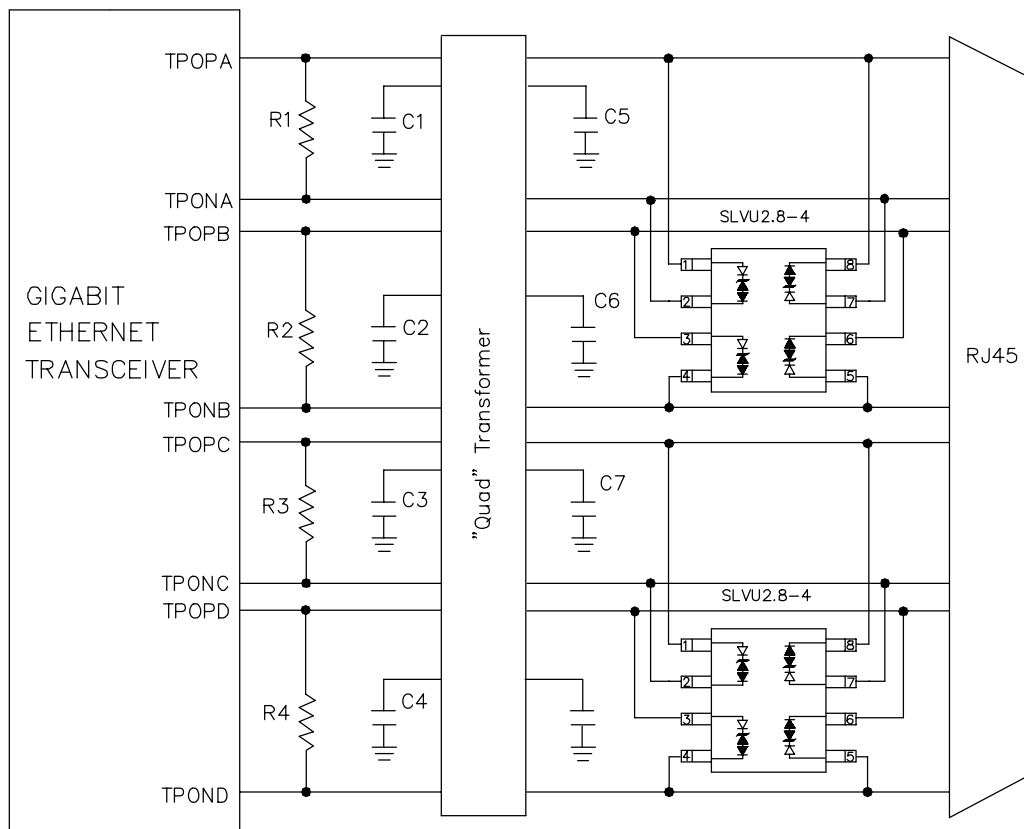 TPOPA
R1
C1
C5
TPONA
SLVU2.8-4
TPOPB
1
8
GIGABIT
ETHERNET
TRANSCEIVER
2
7
R2
C2
C6
3
6
"Quad" Transformer
RJ45
4
5
TPONB
TPOPC
R3
C3
C7
TPONC
SLVU2.8-4
TPOPD
1
8
2
7
R4
C4
3
6
4
5
TPOND